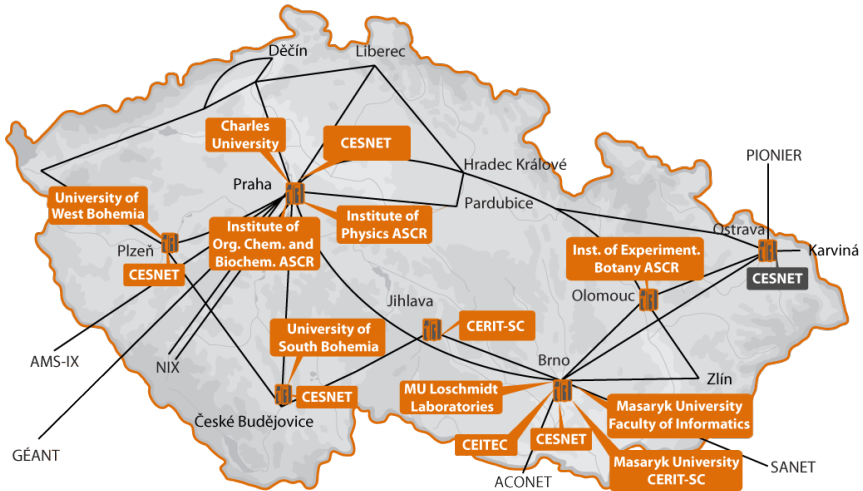 Děčín
Liberec
Charles
University
CESNET
Hradec Králové
PIONIER
Praha
University of
West Bohemia
Pardubice
Institute of
Org. Chem. and
Biochem. ASCR
Institute of
Physics ASCR
Ostrava
Karviná
Plzeň
CESNET
Inst. of Experiment.
Botany ASCR
CESNET
Olomouc
Jihlava
CERIT-SC
University of
South Bohemia
AMS-IX
NIX
Brno
Zlín
MU Loschmidt
Laboratories
CESNET
České Budějovice
Masaryk University
Faculty of Informatics
CEITEC
CESNET
GÉANT
Masaryk University
CERIT-SC
SANET
ACONET